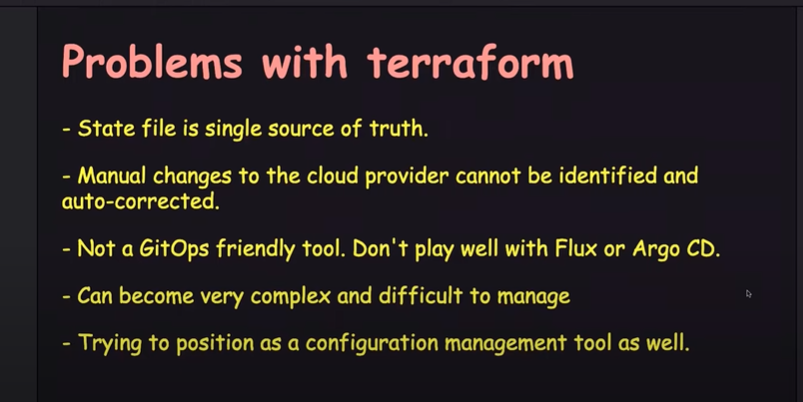 Problems with terraform
- State file is single source of truth.
- Manual changes to the cloud provider cannot be identified and
auto-corrected.
- Not a GitOps friendly tool. Don't play well with Flux or Argo CD.
- Can become very complex and difficult to manage
- Trying to position as a configuration management tool as well.